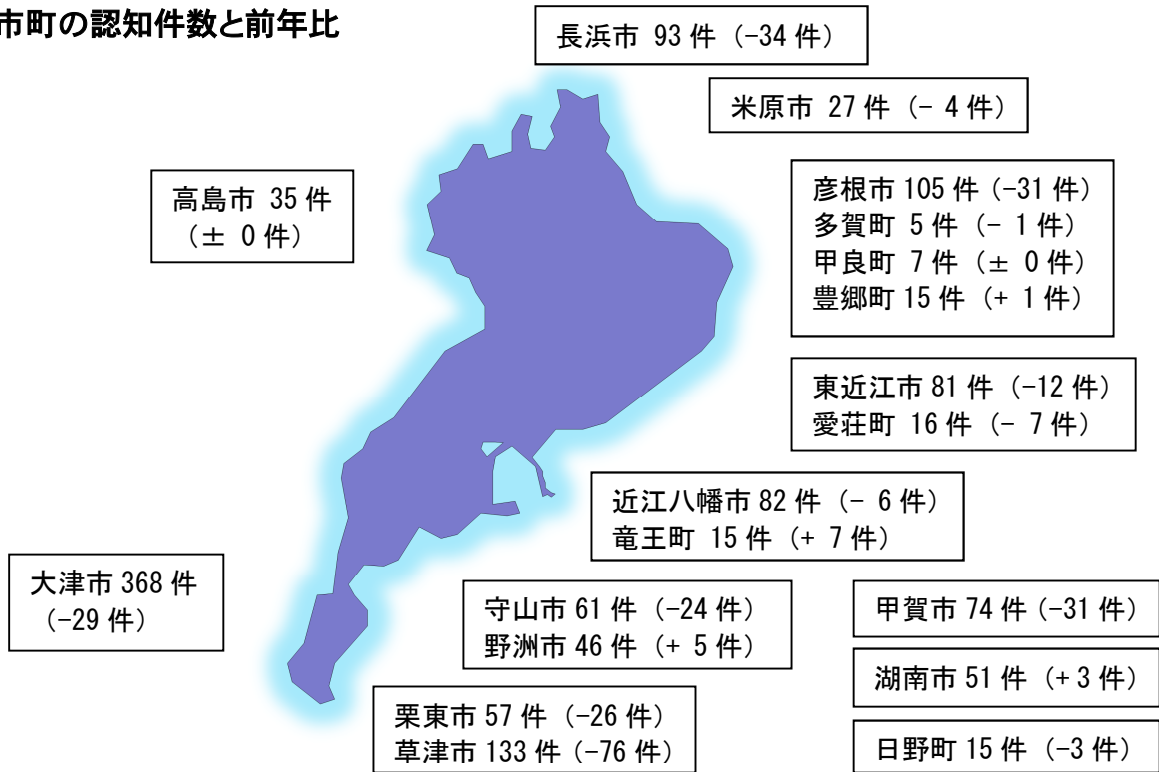 市町の認知件数と前年比
長浜市 93 件（-34 件）
米原市 27 件（- 4 件）
高島市 35 件
（± 0 件）
彦根市 105 件（-31 件）
多賀町 5 件（- 1 件）
甲良町 7 件（± 0 件）
豊郷町 15 件（+ 1 件）
東近江市 81 件（-12 件）
愛荘町 16 件（- 7 件）
近江八幡市 82 件（- 6 件）
竜王町 15 件（+ 7 件）
大津市 368 件
（-29 件）
守山市 61 件（-24 件）
野洲市 46 件（+ 5 件）
甲賀市 74 件（-31 件）
湖南市 51 件（+ 3 件）
栗東市 57 件（-26 件）
草津市 133 件（-76 件）
日野町 15 件（-3 件）